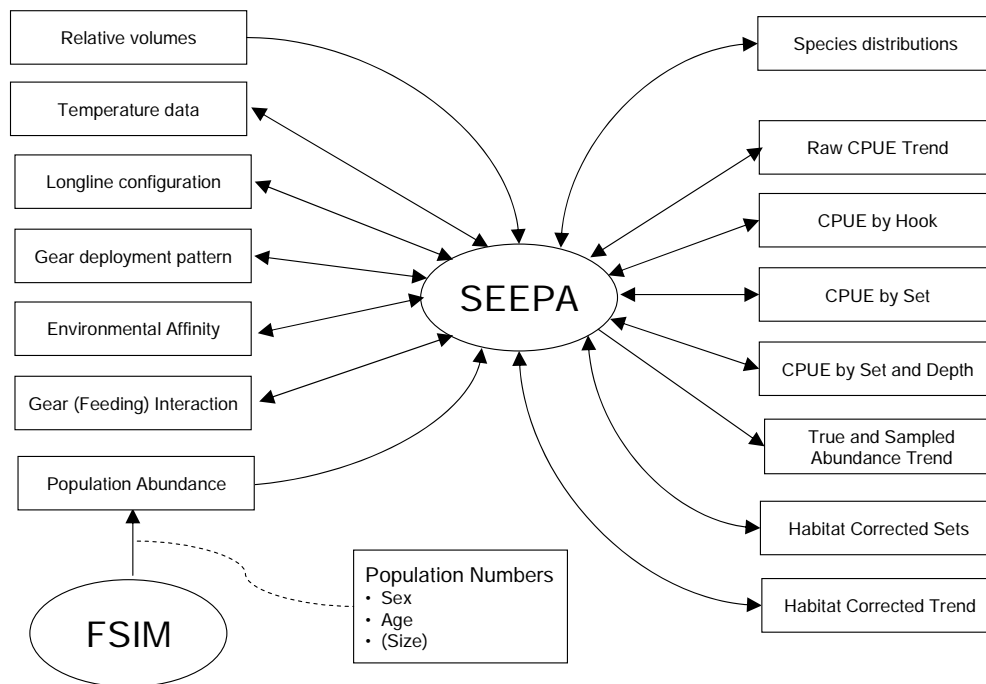 Relative volumes
Temperature data
Longline configuration
Gear deployment pattern
Environmental Affinity
Gear (Feeding) Interaction
Population Abundance
FSIM
Population Numbers
• Sex
• Age
• (Size)
SEEPA
Species distributions
Raw CPUE Trend
CPUE by Hook
CPUE by Set
CPUE by Set and Depth
True and Sampled
Abundance Trend
Habitat Corrected Sets
Habitat Corrected Trend